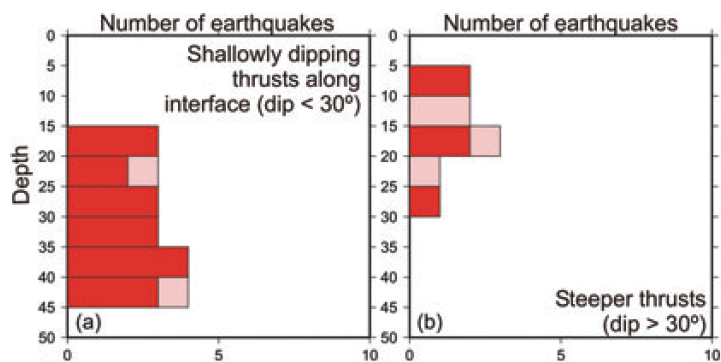 Number of earthquakes
Number of earthquakes
0
5
10
15
20
25
30
35
40
45
50
Depth
Shallowly dipping
thrusts along
interface (dip < 30º)
(a)
0
5
10
0
5
10
15
20
25
30
35
40
45
50
Steeper thrusts
(b)
(dip > 30º)
0
5
10